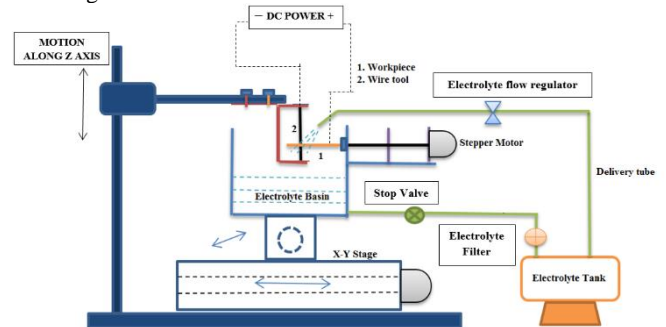 − DC POWER +
MOTION
ALONG Z AXIS
1. Workpiece
2. Wire tool
Electrolyte flow regulator
2
1
Stepper Motor
Delivery tube
Electrolyte Basin
Stop Valve
Electrolyte
Filter
X-Y Stage
Electrolyte Tank